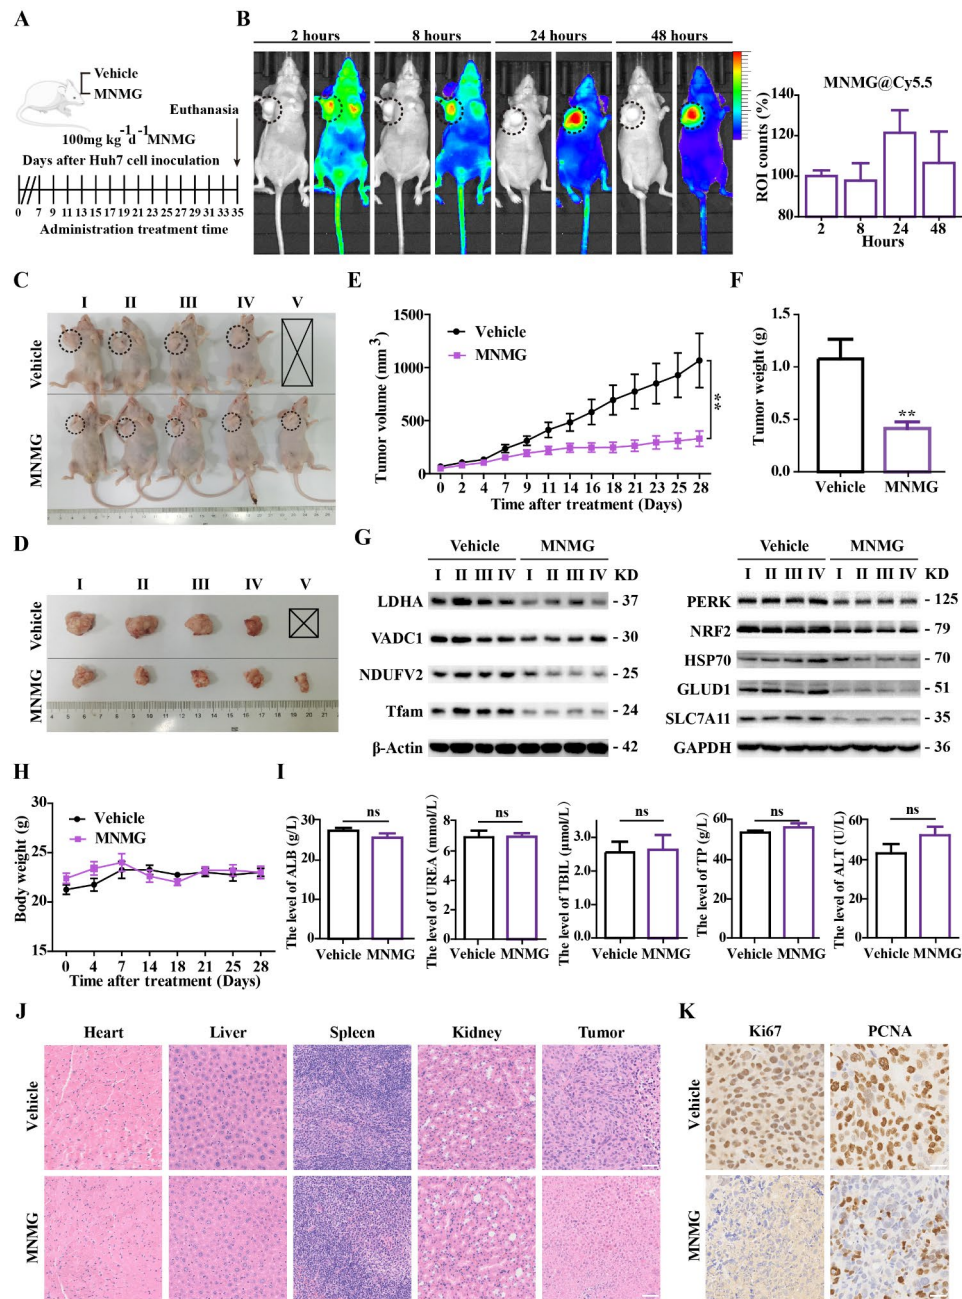 A
Vehicle
MNMG
Euthanasia
100mg kg-1d-1MNMG
Days after Huh7 cell inoculation
0 7 9 11 13 15 17 19 21 23 25 27 29 31 33 35
Administration treatment time
B
2 hours 8 hours 24 hours 48 hours
MNMG@Cy5.5
ROI counts (%)
140
120
100
80
2 8 24 48
Hours
C
I II III IV V
Vehicle
MNMG
D
I II III IV V
Vehicle
MNMG
E
Tumor volume (mm3)
1500
1000
500
0
Vehicle
MNMG
**
0 2 4 7 9 11 14 16 18 21 23 25 28
Time after treatment (Days)
F
Tumor weight (g)
1.5
1.0
0.5
0.0
**
Vehicle MNMG
G
Vehicle MNMG
I II III IV I II III IV KD
LDHA - 37
VADC1 - 30
NDUFV2 - 25
Tfam - 24
β-Actin - 42
Vehicle MNMG
I II III IV I II III IV KD
PERK - 125
NRF2 - 79
HSP70 - 70
GLUD1 - 51
SLC7A11 - 35
GAPDH - 36
H
Body weight (g)
30
25
20
15
Vehicle
MNMG
0 4 7 14 18 21 25 28
Time after treatment (Days)
I
The level of ALB (g/L)
30
20
10
0
ns
Vehicle MNMG
The level of UREA (mmol/L)
8
6
4
2
0
ns
Vehicle MNMG
The level of TBIL (μmol/L)
3.0
2.0
1.0
0.0
ns
Vehicle MNMG
The level of TP (g/L)
80
60
40
20
0
ns
Vehicle MNMG
The level of ALT (U/L)
80
60
40
20
0
ns
Vehicle MNMG
J
Heart Liver Spleen Kidney Tumor
Vehicle
MNMG
K
Ki67 PCNA
Vehicle
MNMG